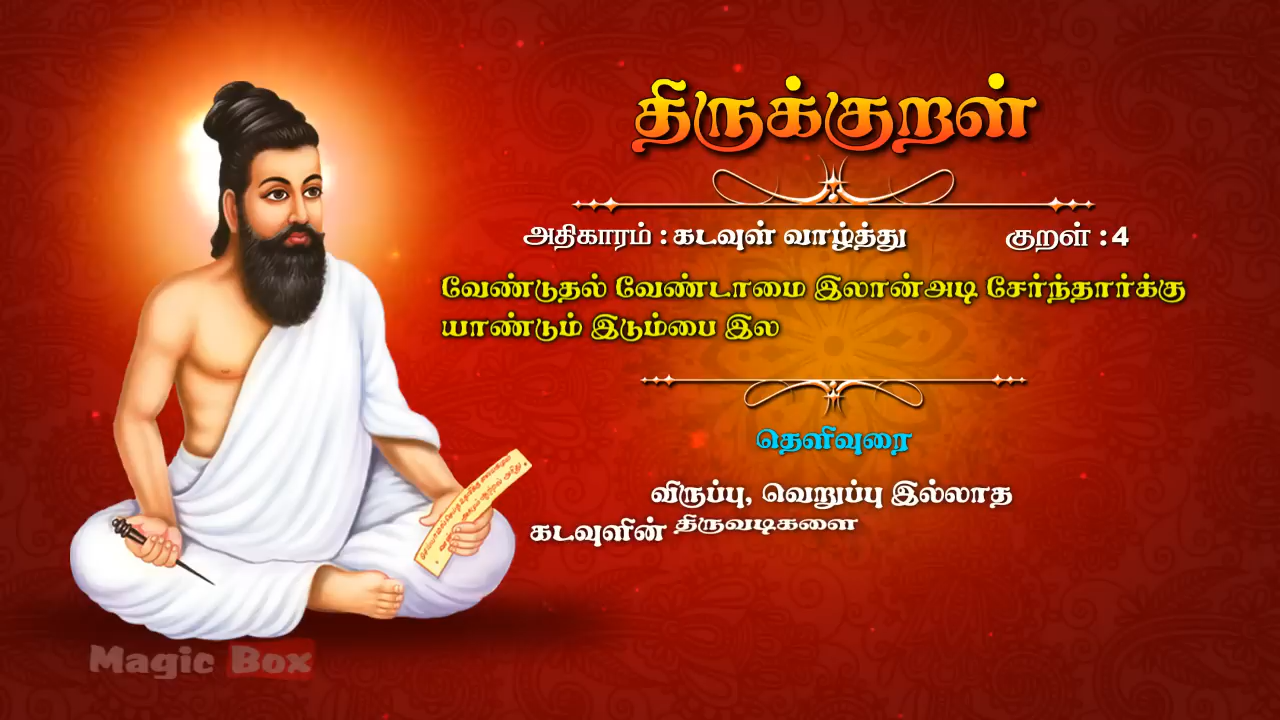 திருக்குறள்
அதிகாரம் : கடவுள் வாழ்த்து குறள் : 4
வேண்டுதல் வேண்டாமை இலான்அடி சேர்ந்தார்க்கு
யாண்டும் இடும்பை இல
தெளிவுரை
விருப்பு, வெறுப்பு இல்லாத
கடவுளின் திருவடிகளை
Magic Box